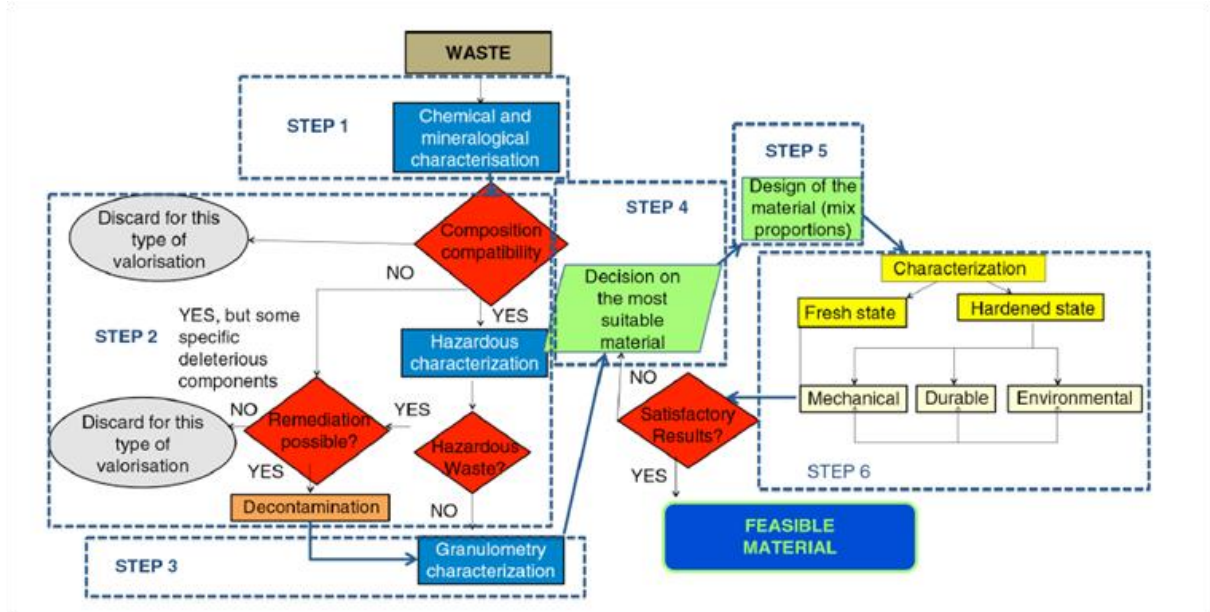 WASTE
STEP 1
Chemical and
mineralogical
characterisation
Discard for this
type of
valorisation
Composition
compatibility
NO
YES
YES, but some
specific
deleterious
components
STEP 2
Hazardous
characterization
Discard for this
type of
valorisation
NO
Remediation
possible?
YES
Hazardous
Waste?
YES
Decontamination
NO
STEP 3
Granulometry
characterization
STEP 4
Decision on
the most
suitable
material
STEP 5
Design of the
material (mix
proportions)
Characterization
Fresh state
Hardened state
Mechanical
Durable
Environmental
STEP 6
NO
Satisfactory
Results?
YES
FEASIBLE
MATERIAL